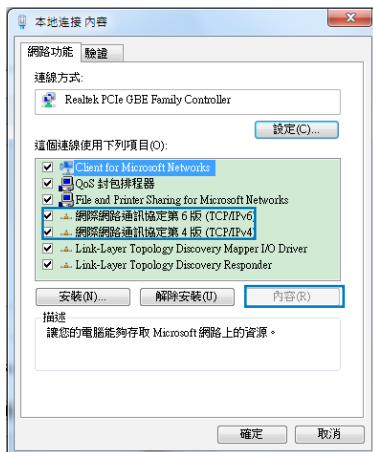 本地连接 內容
網路功能 驗證
連線方式:
Realtek PCIe GBE Family Controller
設定(C)...
這個連線使用下列項目(O):
Client for Microsoft Networks
QoS 封包排程器
File and Printer Sharing for Microsoft Networks
網際網路通訊協定第 6 版 (TCP/IPv6)
網際網路通訊協定第 4 版 (TCP/IPv4)
Link-Layer Topology Discovery Mapper I/O Driver
Link-Layer Topology Discovery Responder
安裝(N)... 解除安裝(U) 內容(R)
描述
讓您的電腦能夠存取 Microsoft 網路上的資源。
確定 取消